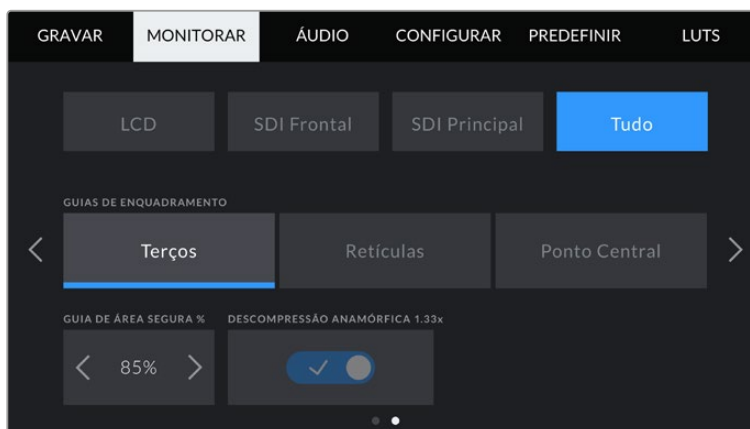 GRAVAR MONITORAR ÁUDIO CONFIGURAR PREDEFINIR LUTS
LCD SDI Frontal SDI Principal Tudo
GUIAS DE ENQUADRAMENTO
Terços Retículas Ponto Central
GUIA DE ÁREA SEGURA % DESCOMPRESSÃO ANAMÓRFICA 1.33x
85%